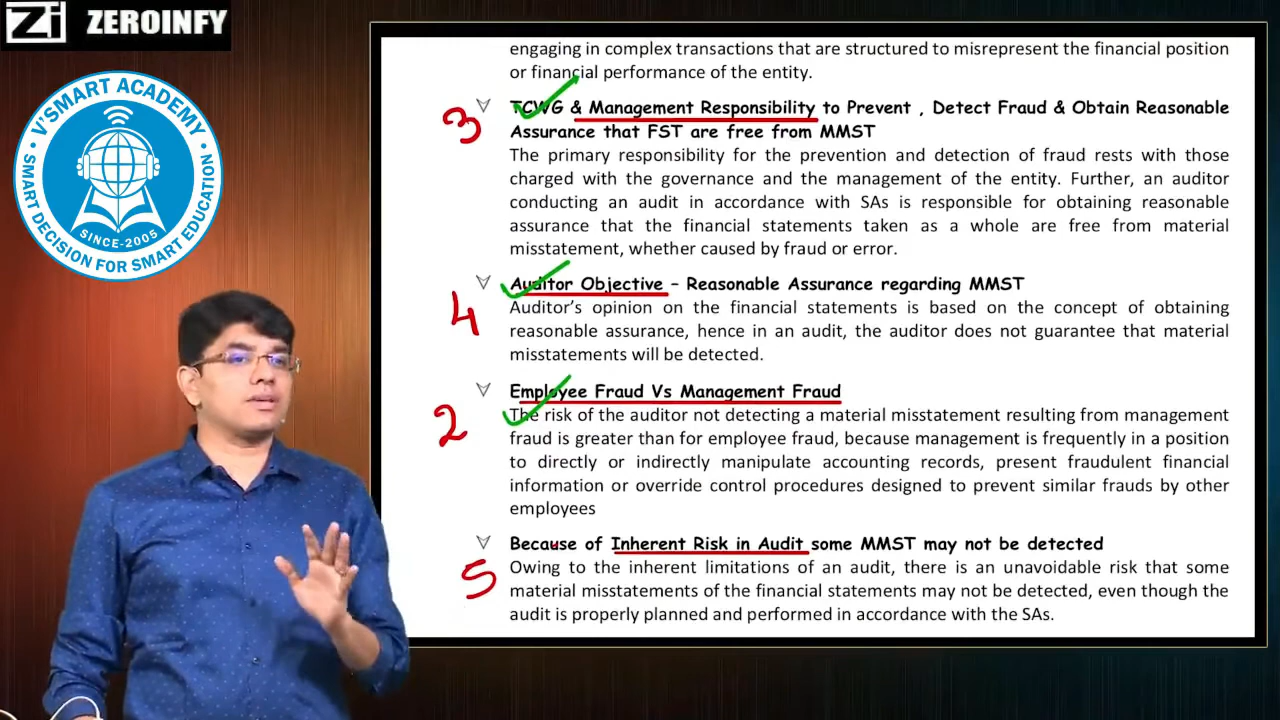 Zi ZEROINFY
V'SMART ACADEMY
SINCE-2005
SMART DECISION FOR SMART EDUCATION
engaging in complex transactions that are structured to misrepresent the financial position
or financial performance of the entity.
3
TCWG & Management Responsibility to Prevent , Detect Fraud & Obtain Reasonable
Assurance that FST are free from MMST
The primary responsibility for the prevention and detection of fraud rests with those
charged with the governance and the management of the entity. Further, an auditor
conducting an audit in accordance with SAs is responsible for obtaining reasonable
assurance that the financial statements taken as a whole are free from material
misstatement, whether caused by fraud or error.
4
Auditor Objective – Reasonable Assurance regarding MMST
Auditor's opinion on the financial statements is based on the concept of obtaining
reasonable assurance, hence in an audit, the auditor does not guarantee that material
misstatements will be detected.
2
Employee Fraud Vs Management Fraud
The risk of the auditor not detecting a material misstatement resulting from management
fraud is greater than for employee fraud, because management is frequently in a position
to directly or indirectly manipulate accounting records, present fraudulent financial
information or override control procedures designed to prevent similar frauds by other
employees
5
Because of Inherent Risk in Audit some MMST may not be detected
Owing to the inherent limitations of an audit, there is an unavoidable risk that some
material misstatements of the financial statements may not be detected, even though the
audit is properly planned and performed in accordance with the SAs.